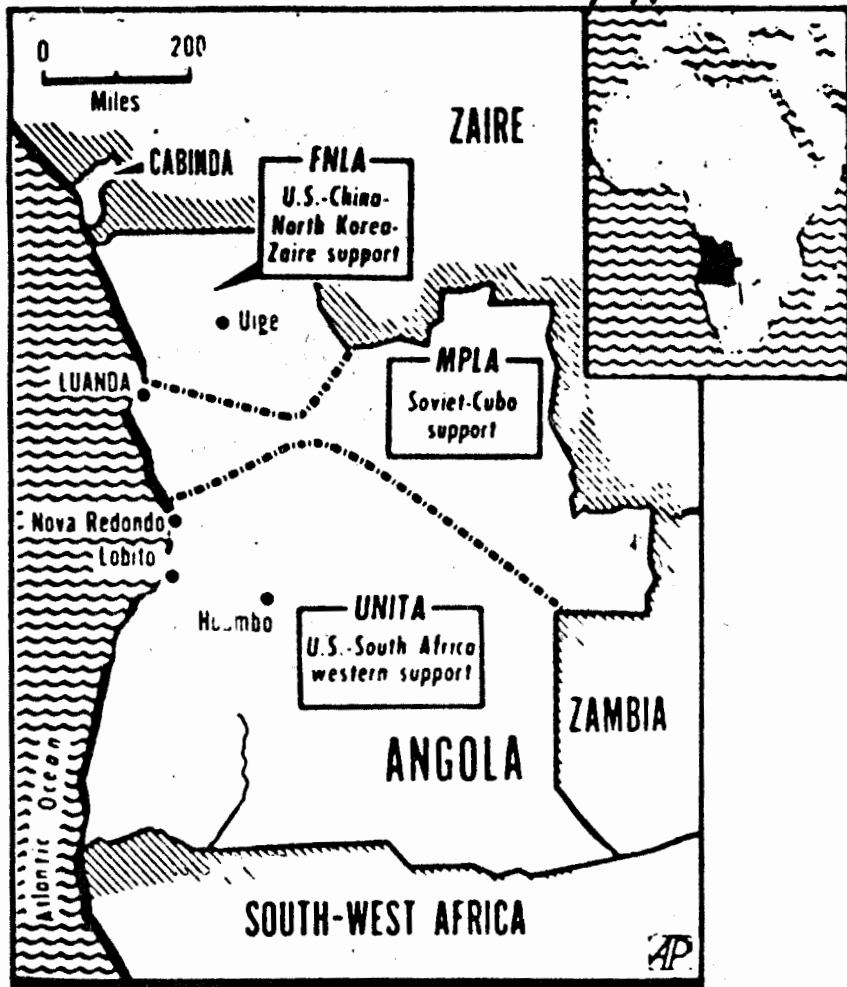 0 200
Miles
ZAIRE
CABINDA
FNLA
U.S.-China-
North Korea-
Zaire support
Uige
MPLA
Soviet-Cuba
support
LUANDA
Nova Redondo
Lobito
UNITA
U.S.-South Africa
western support
ZAMBIA
ANGOLA
Atlantic Ocean
SOUTH-WEST AFRICA
AP